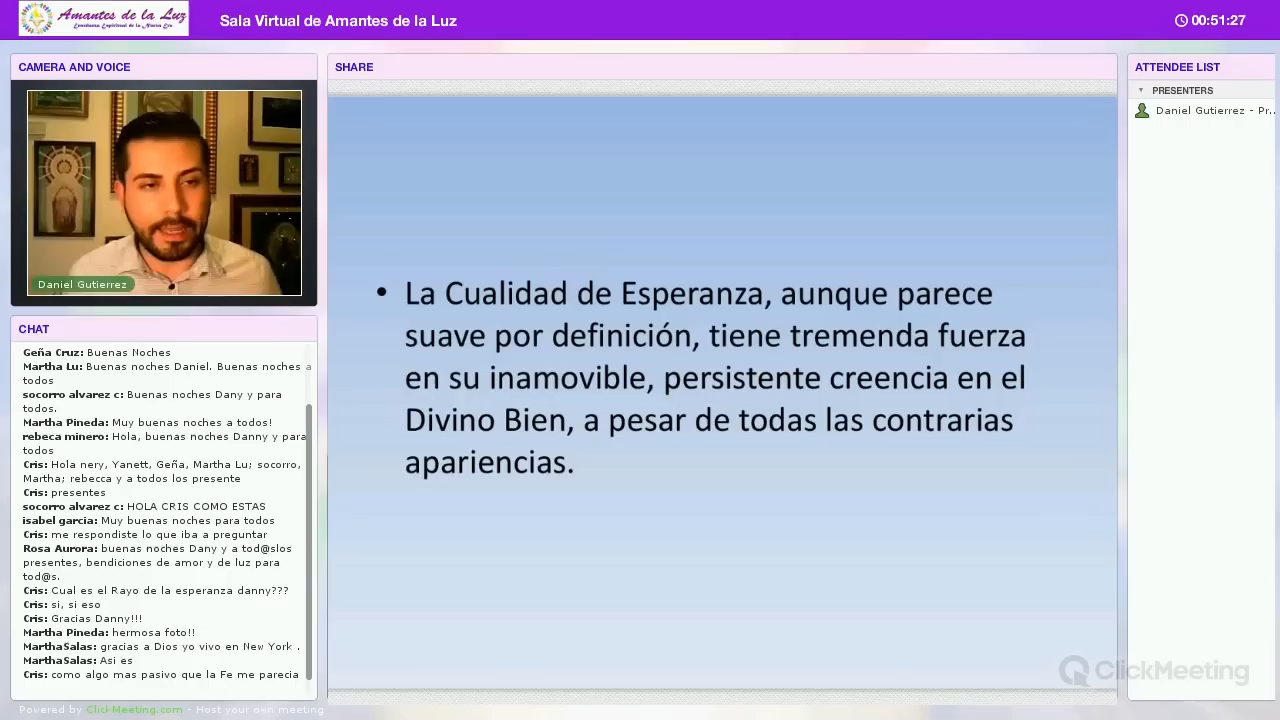 Amantes de la Luz
Enseñanza Espiritual de la Nueva Era
Sala Virtual de Amantes de la Luz
00:51:27
CAMERA AND VOICE
Daniel Gutierrez
CHAT
Geña Cruz: Buenas Noches
Martha Lu: Buenas noches Daniel. Buenas noches a
todos
socorro alvarez c: Buenas noches Dany y para
todos.
Martha Pineda: Muy buenas noches a todos!
rebeca minero: Hola, buenas noches Danny y para
todos
Cris: Hola nery, Yanett, Geña, Martha Lu; socorro,
Martha; rebecca y a todos los presente
Cris: presentes
socorro alvarez c: HOLA CRIS COMO ESTAS
isabel garcia: Muy buenas noches para todos
Cris: me respondiste lo que iba a preguntar
Rosa Aurora: buenas noches Dany y a tod@slos
presentes, bendiciones de amor y de luz para
tod@s.
Cris: Cual es el Rayo de la esperanza danny???
Cris: si, si eso
Cris: Gracias Danny!!!
Martha Pineda: hermosa foto!!
MarthaSalas: gracias a Dios yo vivo en New York .
MarthaSalas: Asi es
Cris: como algo mas pasivo que la Fe me parecia
Powered by ClickMeeting.com - Host your own meeting
SHARE
• La Cualidad de Esperanza, aunque parece
suave por definición, tiene tremenda fuerza
en su inamovible, persistente creencia en el
Divino Bien, a pesar de todas las contrarias
apariencias.
ClickMeeting
ATTENDEE LIST
PRESENTERS
Daniel Gutierrez - Pr..